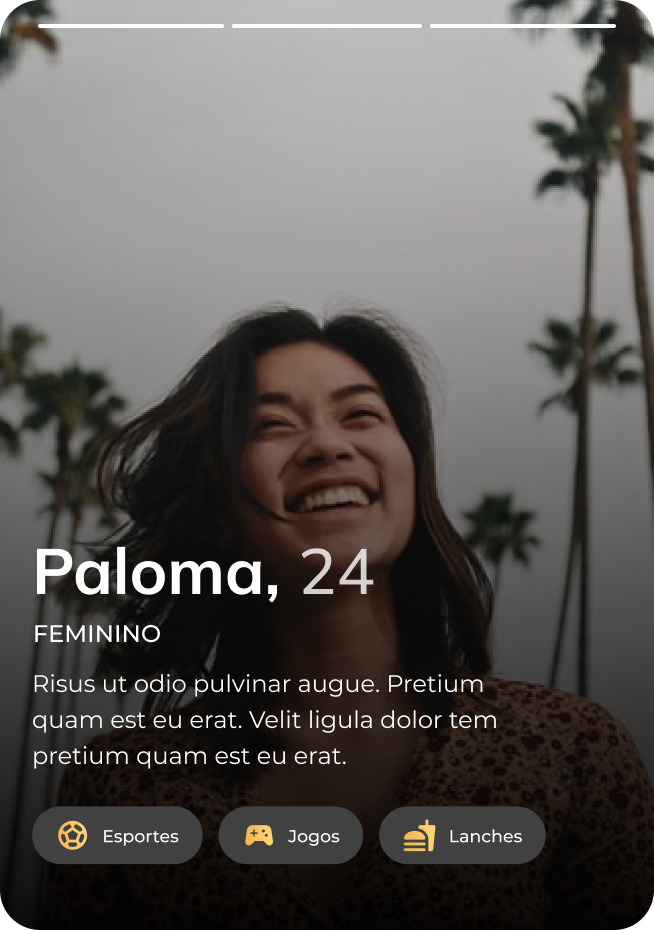 Paloma, 24
FEMININO
Risus ut odio pulvinar augue. Pretium
quam est eu erat. Velit ligula dolor tem
pretium quam est eu erat.
Esportes Jogos Lanches